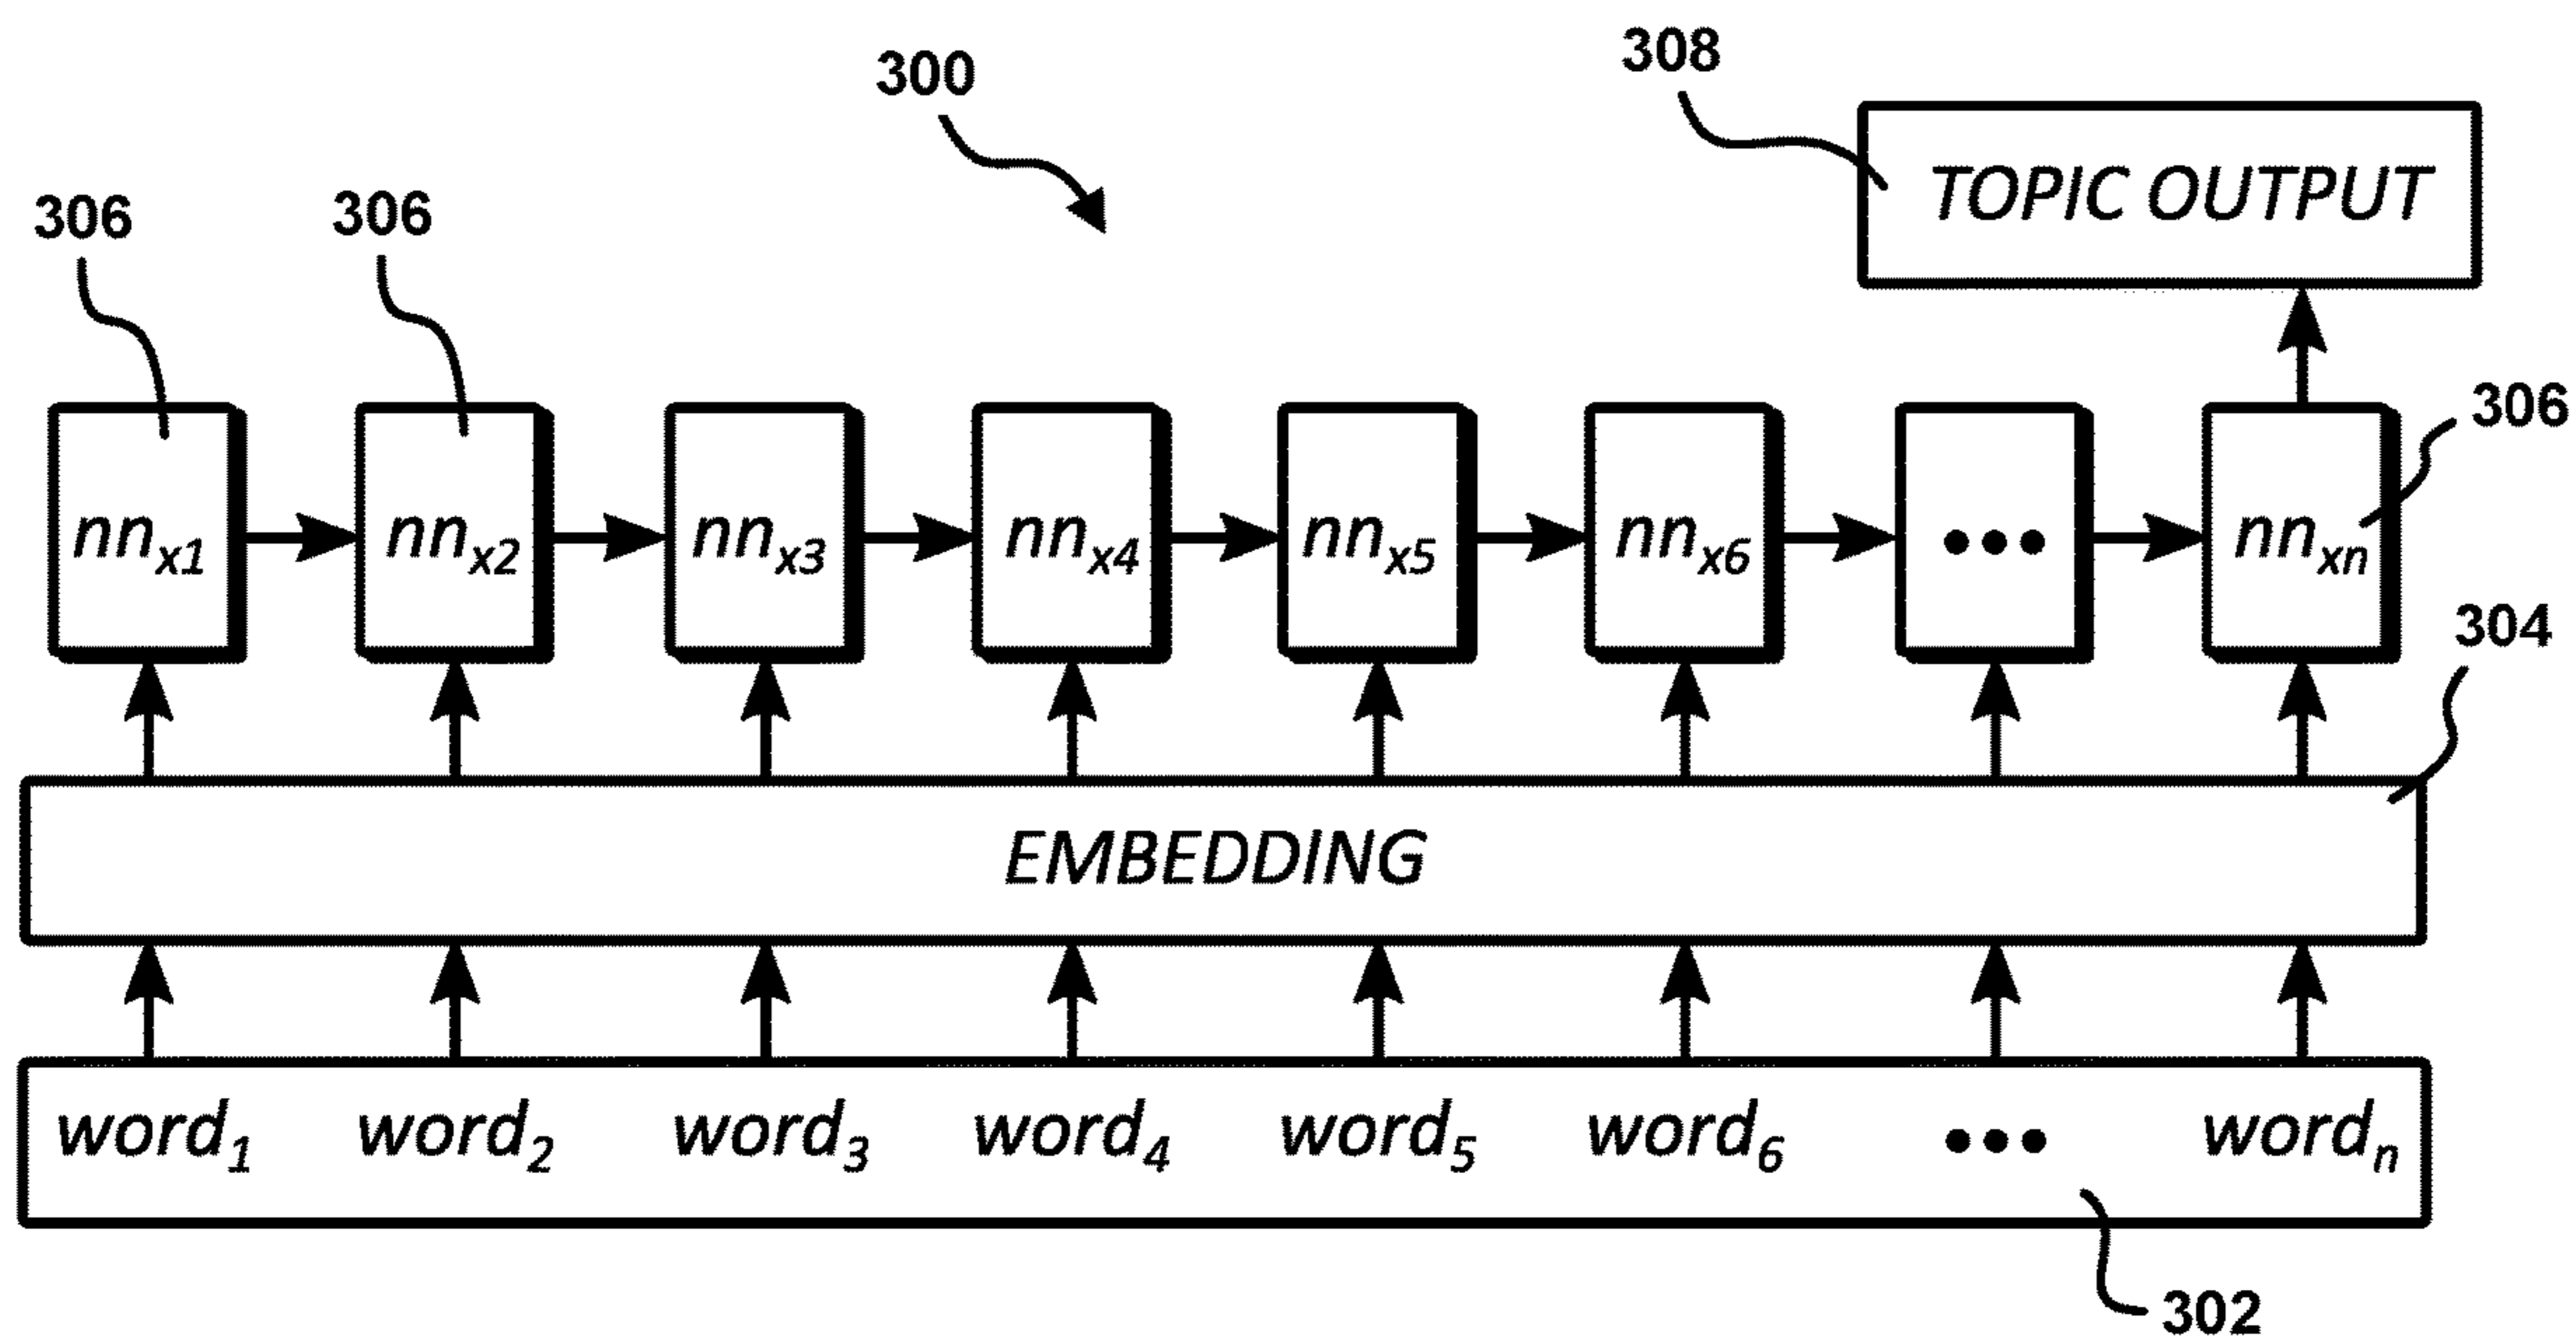 308
300
TOPIC OUTPUT
306 306
306
nnx1 nnx2 nnx3 nnx4 nnx5 nnx6 ••• nnxn
304
EMBEDDING
word1 word2 word3 word4 word5 word6 ••• wordn
302